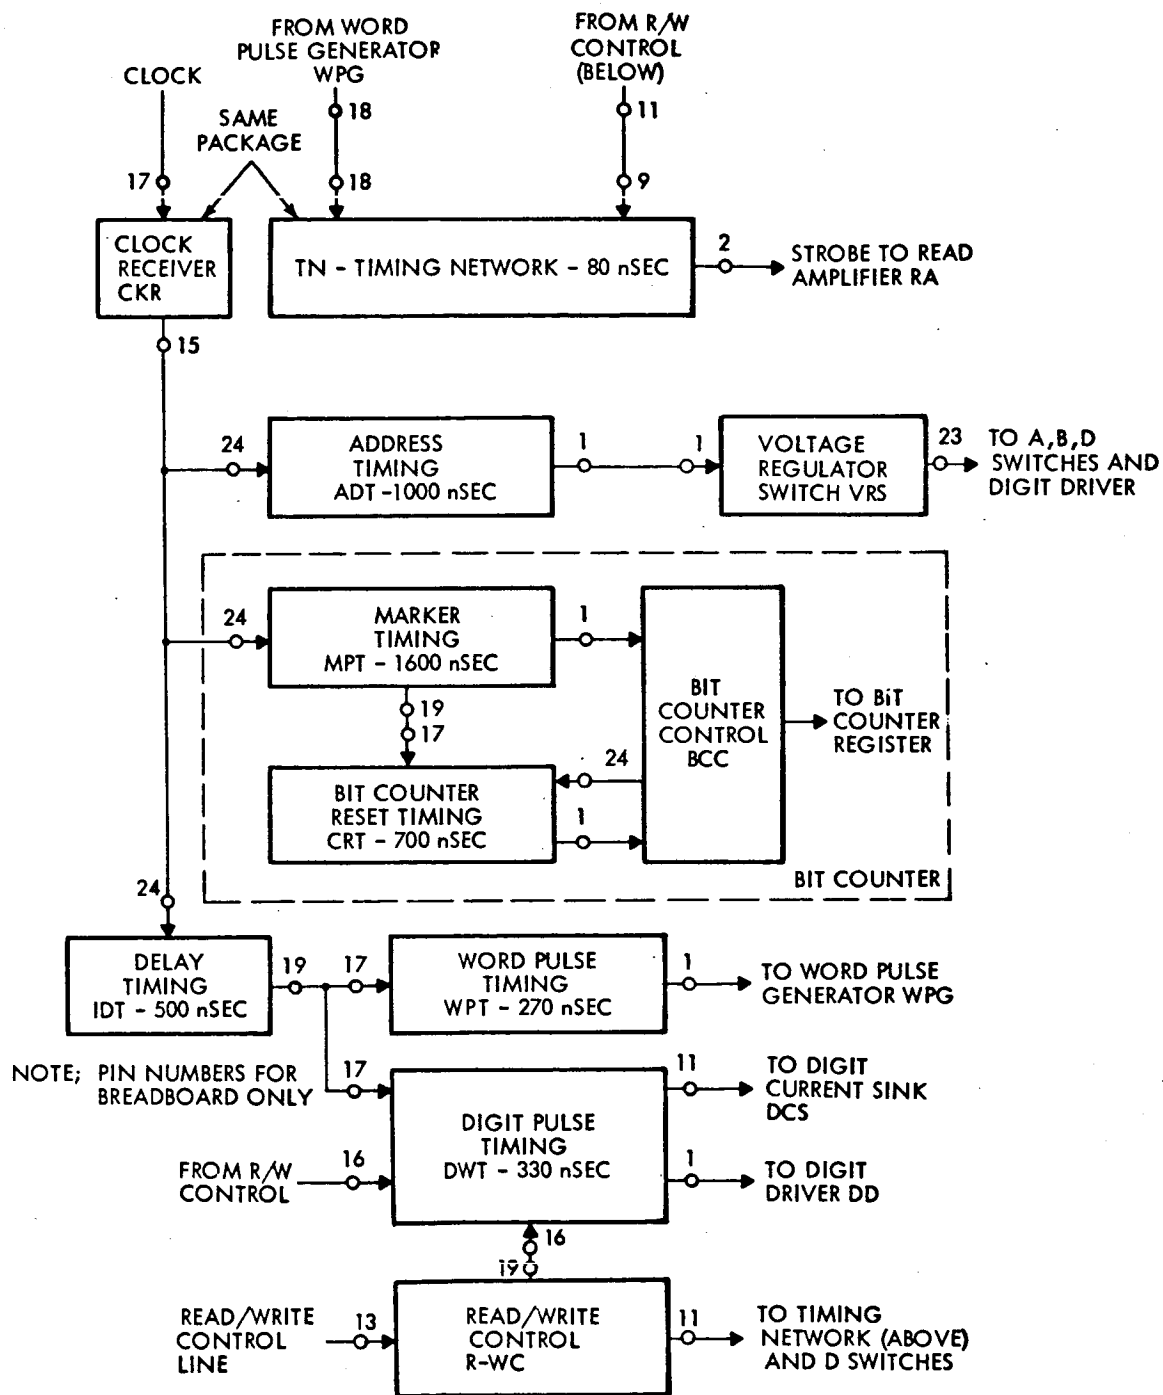 FROM WORD
PULSE GENERATOR
WPG
FROM R/W
CONTROL
(BELOW)
CLOCK
18
11
SAME
PACKAGE
17
18
9
CLOCK
RECEIVER
CKR
TN - TIMING NETWORK - 80 nSEC
2
STROBE TO READ
AMPLIFIER RA
15
24
ADDRESS
TIMING
ADT -1000 nSEC
1
1
VOLTAGE
REGULATOR
SWITCH VRS
23
TO A,B,D
SWITCHES AND
DIGIT DRIVER
24
MARKER
TIMING
MPT - 1600 nSEC
1
19
17
BIT
COUNTER
CONTROL
BCC
TO BiT
COUNTER
REGISTER
24
BIT COUNTER
RESET TIMING
CRT - 700 nSEC
1
BIT COUNTER
24
DELAY
TIMING
IDT - 500 nSEC
19
17
WORD PULSE
TIMING
WPT - 270 nSEC
1
TO WORD PULSE
GENERATOR WPG
NOTE; PIN NUMBERS FOR
BREADBOARD ONLY
17
DIGIT PULSE
TIMING
DWT - 330 nSEC
11
TO DIGIT
CURRENT SINK
DCS
FROM R/W
CONTROL
16
1
TO DIGIT
DRIVER DD
16
19
READ/WRITE
CONTROL
LINE
13
READ/WRITE
CONTROL
R-WC
11
TO TIMING
NETWORK (ABOVE)
AND D SWITCHES